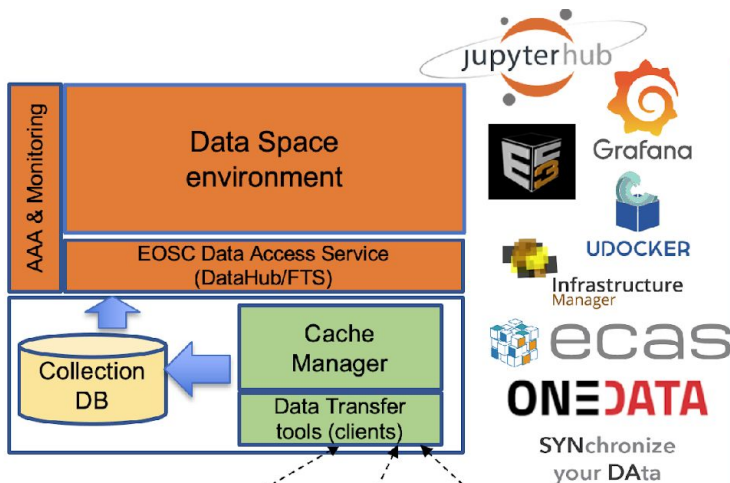 jupyterhub
AAA & Monitoring
Data Space
environment
EOSC Data Access Service
(DataHub/FTS)
Cache
Manager
Collection
DB
Data Transfer
tools (clients)
Grafana
EC3
UDOCKER
Infrastructure
Manager
ecas
ONEDATA
SYNchronize
your DAta